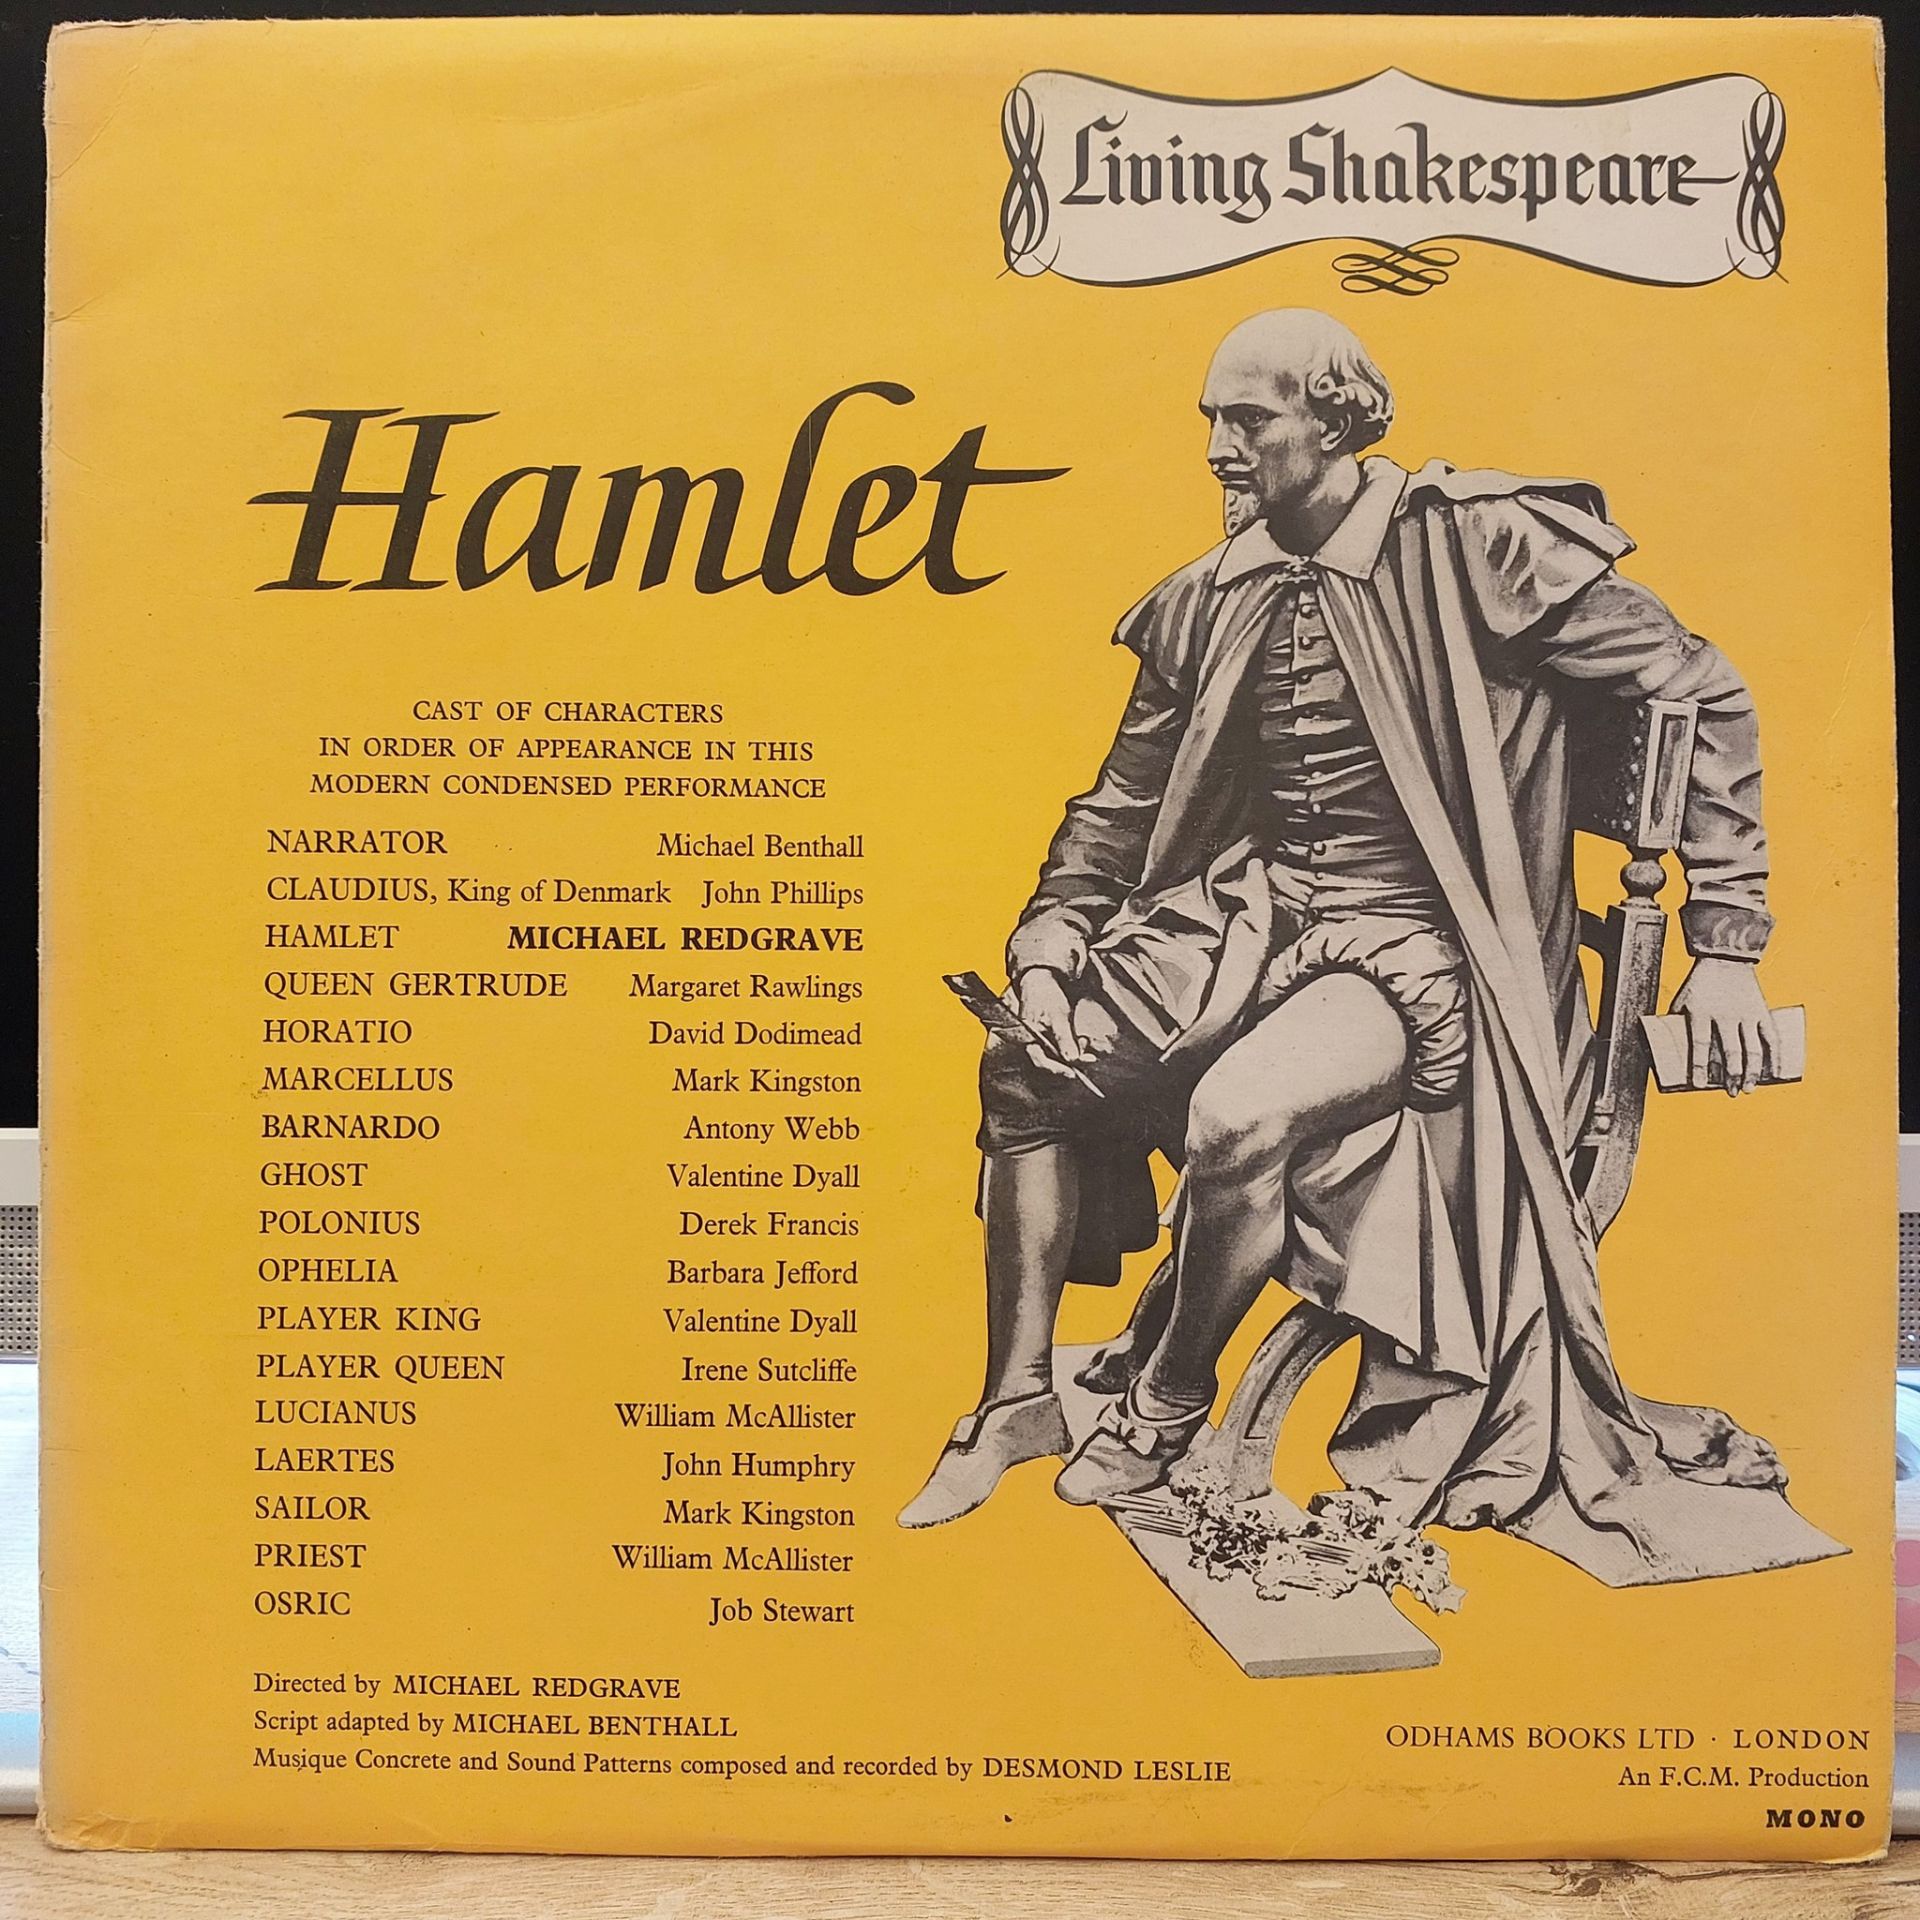 Living Shakespeare
Hamlet
CAST OF CHARACTERS
IN ORDER OF APPEARANCE IN THIS
MODERN CONDENSED PERFORMANCE
NARRATOR Michael Benthall
CLAUDIUS, King of Denmark John Phillips
HAMLET MICHAEL REDGRAVE
QUEEN GERTRUDE Margaret Rawlings
HORATIO David Dodimead
MARCELLUS Mark Kingston
BARNARDO Antony Webb
GHOST Valentine Dyall
POLONIUS Derek Francis
OPHELIA Barbara Jefford
PLAYER KING Valentine Dyall
PLAYER QUEEN Irene Sutcliffe
LUCIANUS William McAllister
LAERTES John Humphry
SAILOR Mark Kingston
PRIEST William McAllister
OSRIC Job Stewart
Directed by MICHAEL REDGRAVE
Script adapted by MICHAEL BENTHALL
Musique Concrete and Sound Patterns composed and recorded by DESMOND LESLIE
ODHAMS BOOKS LTD · LONDON
An F.C.M. Production
MONO